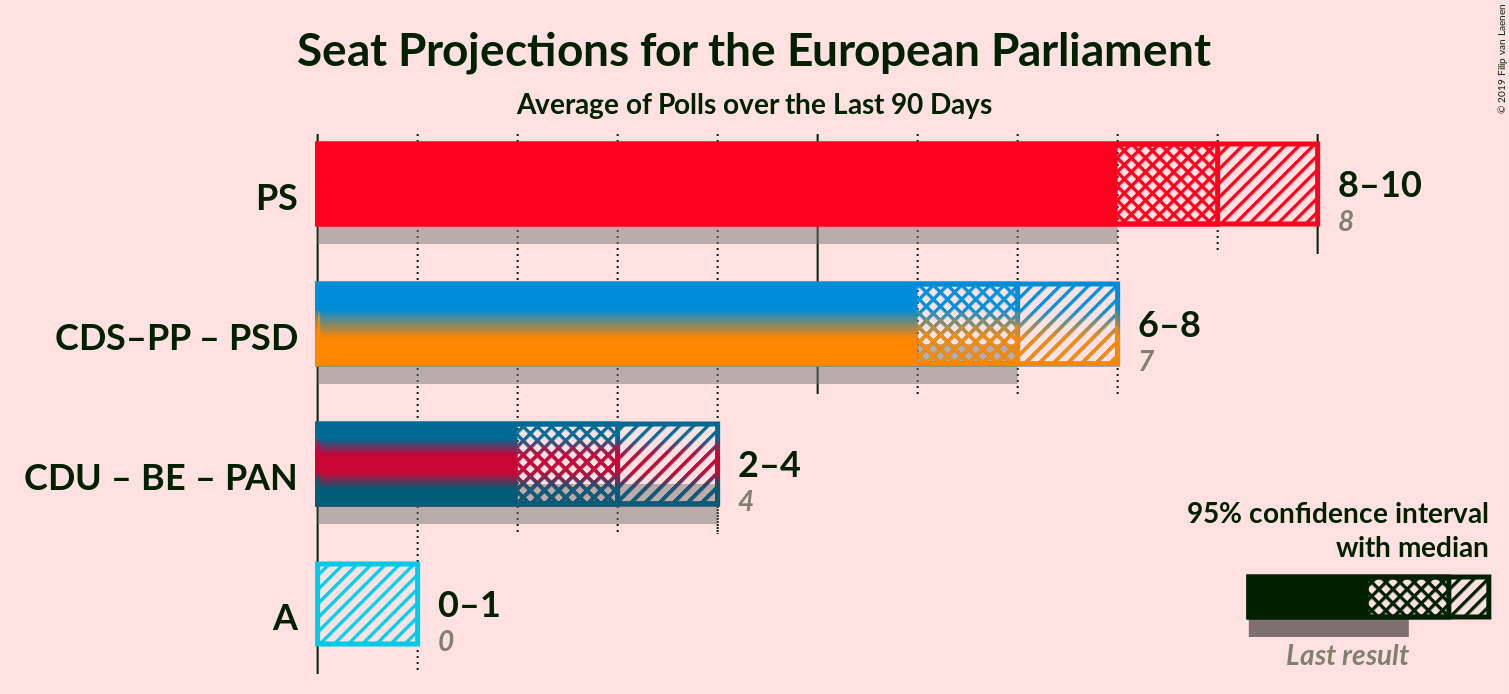 Seat Projections for the European Parliament
Average of Polls over the Last 90 Days
© 2019 Filip van Laenen
PS
8–10
8
CDS–PP – PSD
6–8
7
CDU – BE – PAN
2–4
4
A
0–1
0
95% confidence interval
with median
Last result